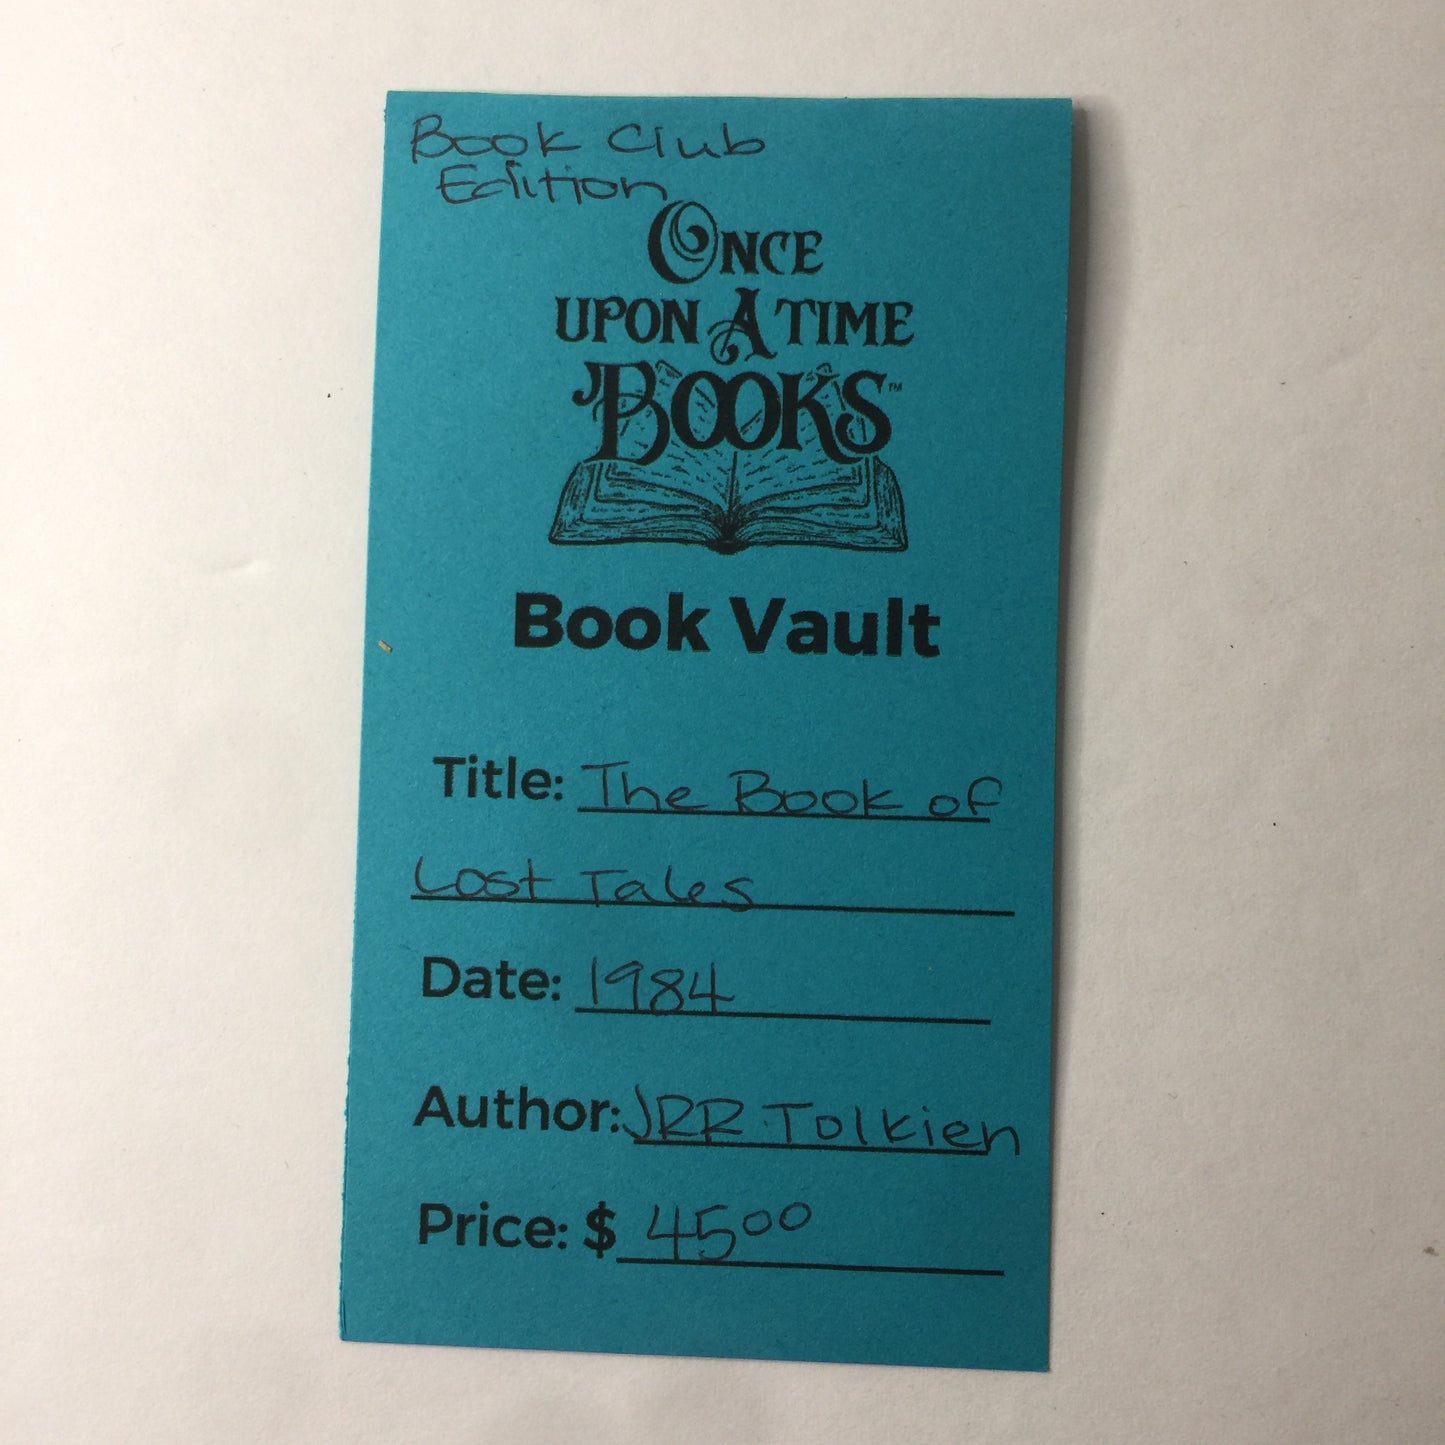 Book Club
Edition
ONCE
UPON A TIME
BOOKS™
Book Vault
Title: The Book of
Lost Tales
Date: 1984
Author: JRR Tolkien
Price: $ 4500